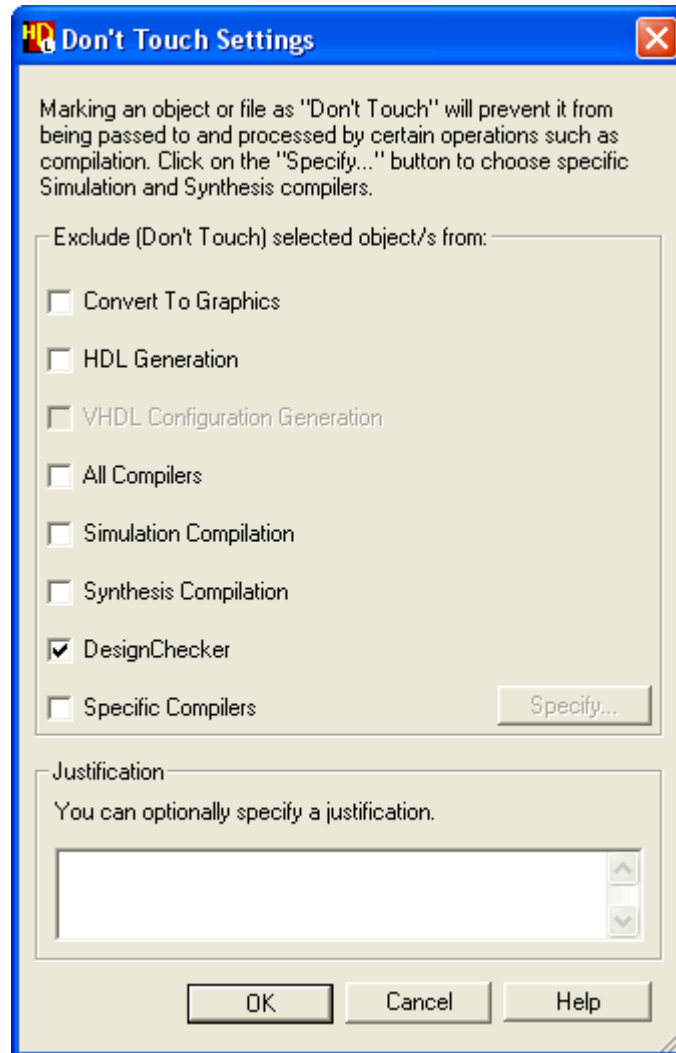 HDL Don't Touch Settings
Marking an object or file as "Don't Touch" will prevent it from
being passed to and processed by certain operations such as
compilation. Click on the "Specify..." button to choose specific
Simulation and Synthesis compilers.
Exclude (Don't Touch) selected object/s from:
Convert To Graphics
HDL Generation
VHDL Configuration Generation
All Compilers
Simulation Compilation
Synthesis Compilation
DesignChecker
Specific Compilers Specify...
Justification
You can optionally specify a justification.
OK Cancel Help